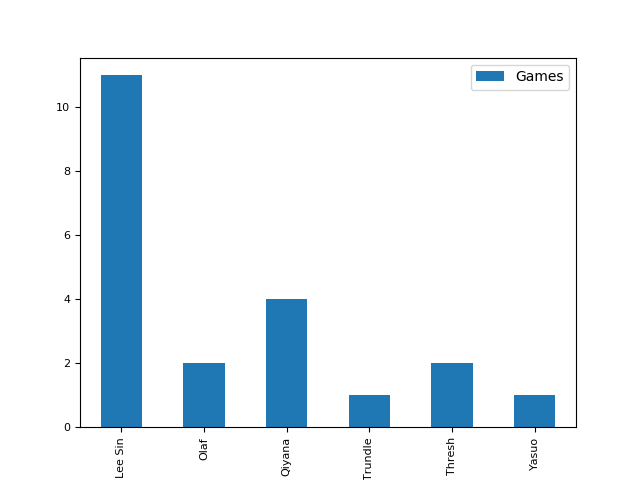 Games
10
8
6
4
2
0
Lee Sin
Olaf
Qiyana
Trundle
Thresh
Yasuo